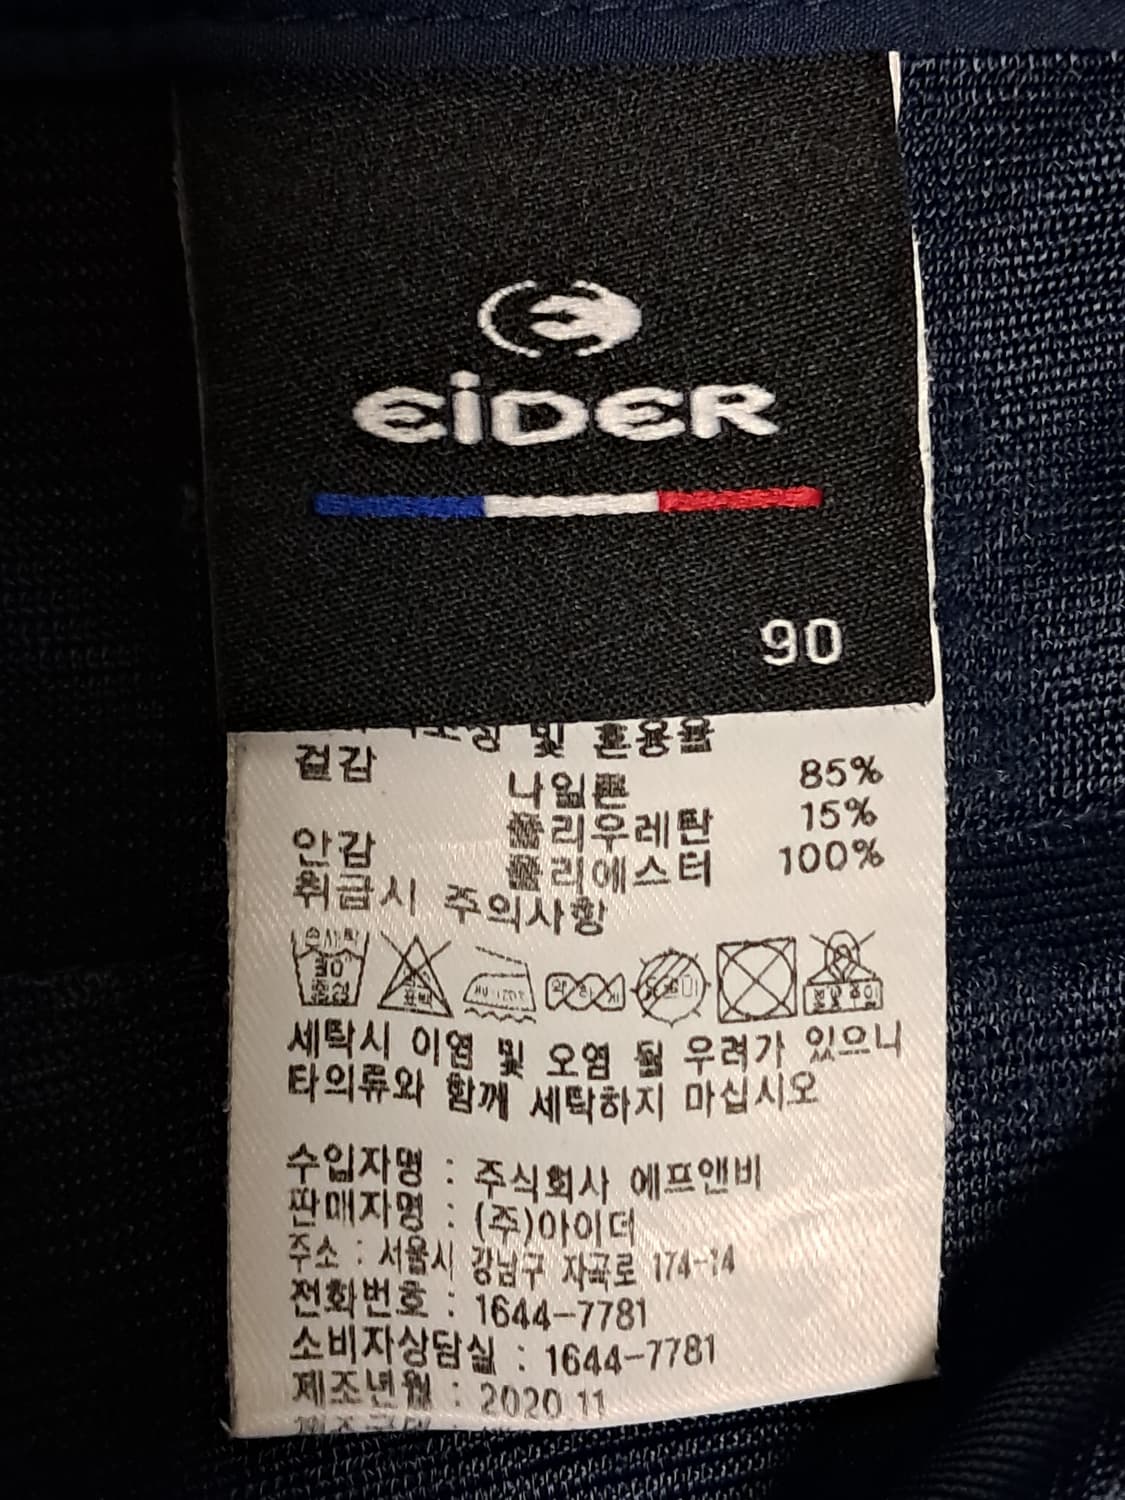 EiDER
90
및 혼용율
겉감
나일론 85%
폴리우레탄 15%
안감 폴리에스터 100%
취급시 주의사항
세탁시 이염 및 오염 될 우려가 있으니
타의류와 함께 세탁하지 마십시오
수입자명 : 주식회사 에프앤비
판매자명 : (주)아이더
주소 : 서울시 강남구 자곡로 174-14
전화번호 : 1644-7781
소비자상담실 : 1644-7781
제조년월 : 2020 11